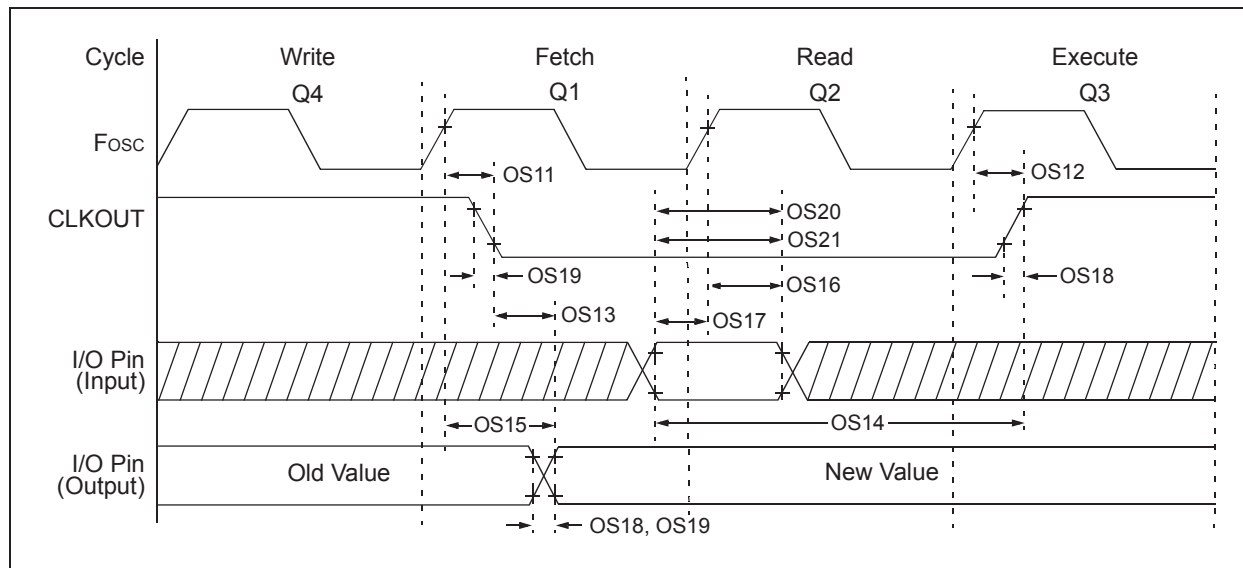 Cycle Write Fetch Read Execute
Q4 Q1 Q2 Q3
FOSC
OS11 OS12
CLKOUT
OS20
OS21
OS19 OS16 OS18
OS13 OS17
I/O Pin
(Input)
OS15 OS14
I/O Pin
(Output)
Old Value New Value
OS18, OS19